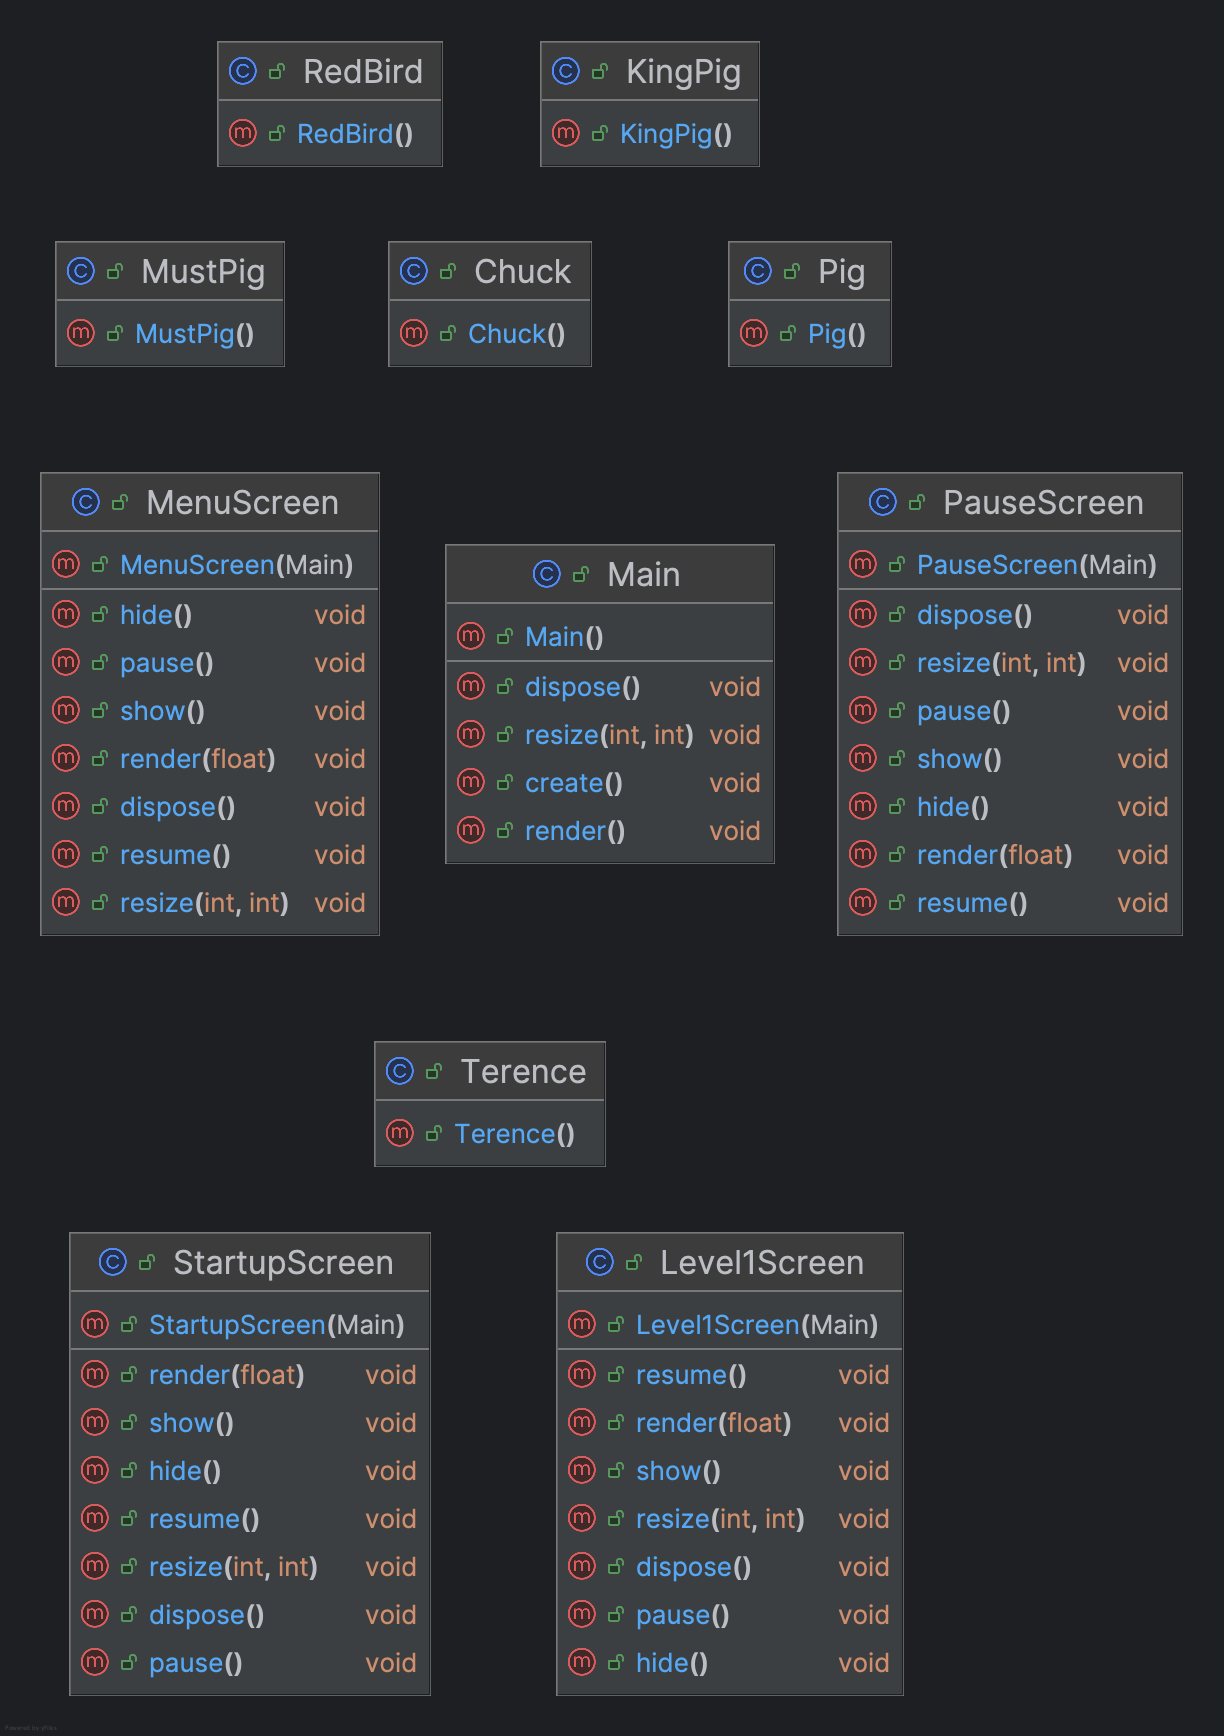 RedBird
RedBird()
KingPig
KingPig()
MustPig
MustPig()
Chuck
Chuck()
Pig
Pig()
MenuScreen
MenuScreen(Main)
hide() void
pause() void
show() void
render(float) void
dispose() void
resume() void
resize(int, int) void
Main
Main()
dispose() void
resize(int, int) void
create() void
render() void
PauseScreen
PauseScreen(Main)
dispose() void
resize(int, int) void
pause() void
show() void
hide() void
render(float) void
resume() void
Terence
Terence()
StartupScreen
StartupScreen(Main)
render(float) void
show() void
hide() void
resume() void
resize(int, int) void
dispose() void
pause() void
Level1Screen
Level1Screen(Main)
resume() void
render(float) void
show() void
resize(int, int) void
dispose() void
pause() void
hide() void
Powered by yFiles